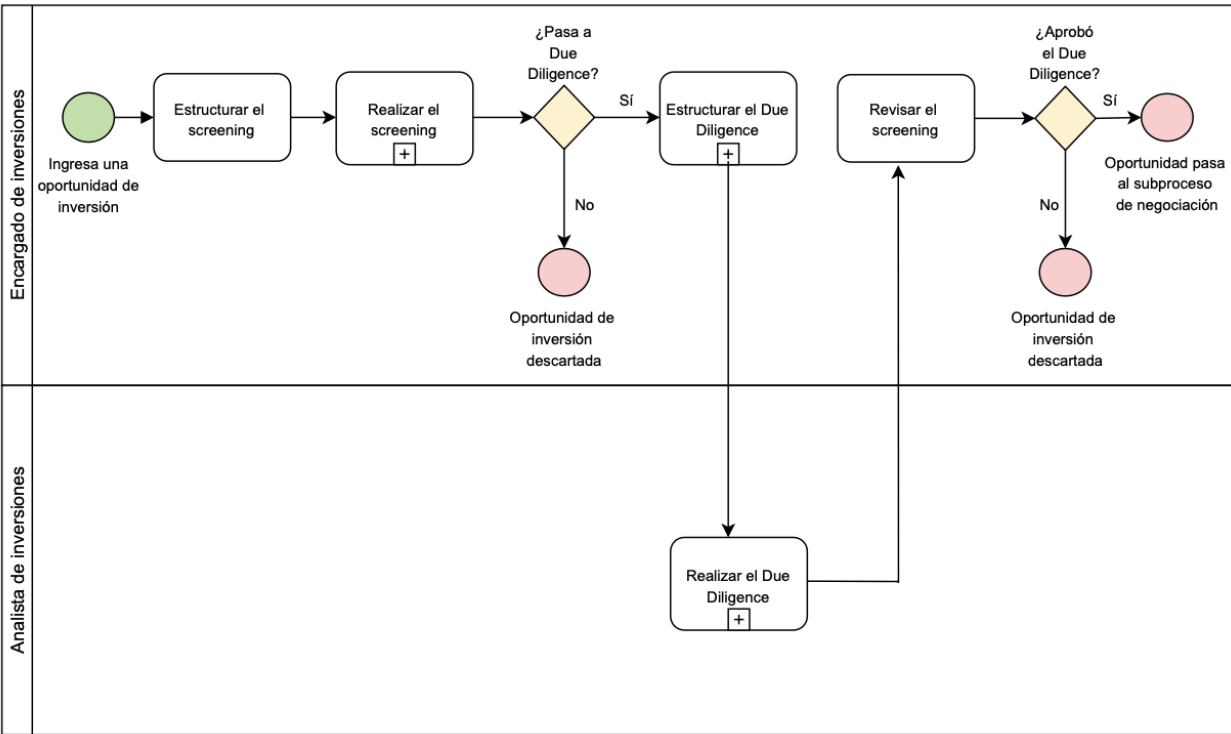 Encargado de inversiones
Ingresa una
oportunidad de
inversión
Estructurar el
screening
Realizar el
screening
+
¿Pasa a
Due
Diligence?
Sí
No
Oportunidad de
inversión
descartada
Estructurar el Due
Diligence
+
Revisar el
screening
¿Aprobó
el Due
Diligence?
Sí
Oportunidad pasa
al subproceso
de negociación
No
Oportunidad de
inversión
descartada
Analista de inversiones
Realizar el Due
Diligence
+